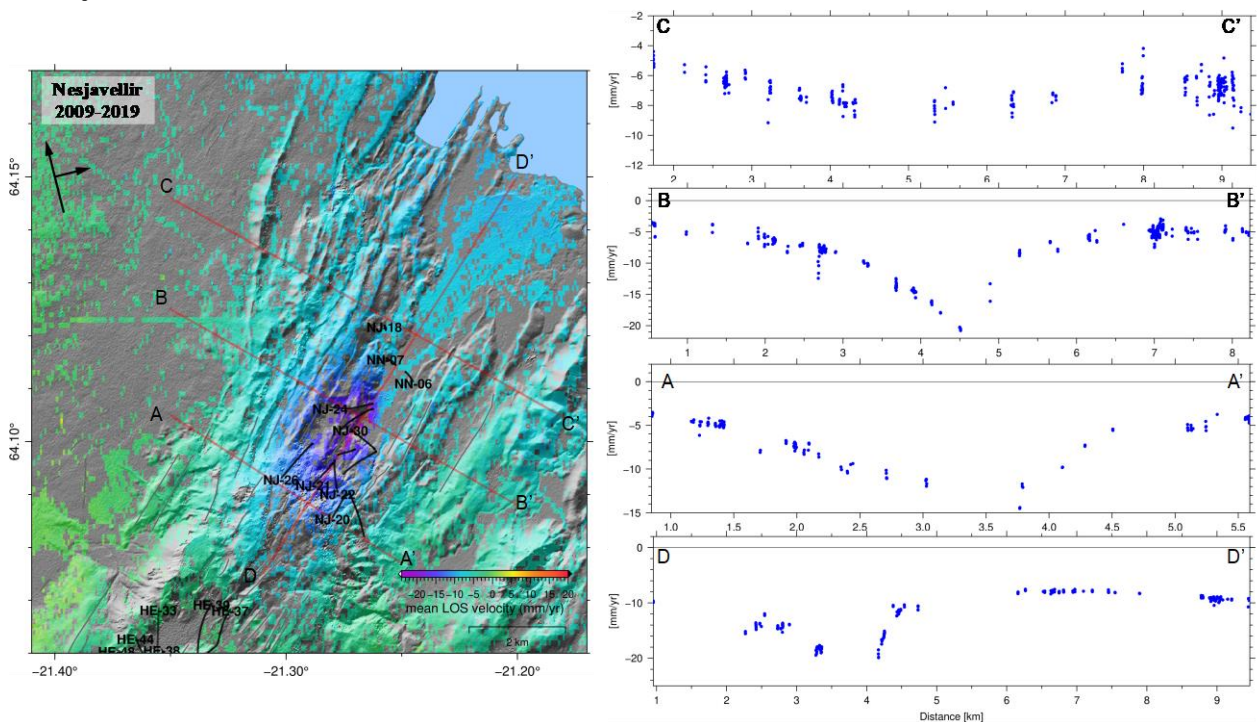 Nesjavellir
2009-2019
64.15°
64.10°
−21.40°
−21.30°
−21.20°
C
D'
B
A
NJ-18
NN-07
NN-06
NJ-24
NJ-30
C'
NJ-26
NJ-21
NJ-22
B'
NJ-20
A'
D
−20 −15 −10 −5 0 5 10 15 20
mean LOS velocity (mm/yr)
2 km
HE-33
HE-37
HE-44
HE-38
C C'
[mm/yr]
−2
−4
−6
−8
−10
−12
2 3 4 5 6 7 8 9
B B'
[mm/yr]
0
−5
−10
−15
−20
1 2 3 4 5 6 7 8
A A'
[mm/yr]
0
−5
−10
−15
1.0 1.5 2.0 2.5 3.0 3.5 4.0 4.5 5.0 5.5
D D'
[mm/yr]
0
−10
−20
1 2 3 4 5 6 7 8 9
Distance [km]